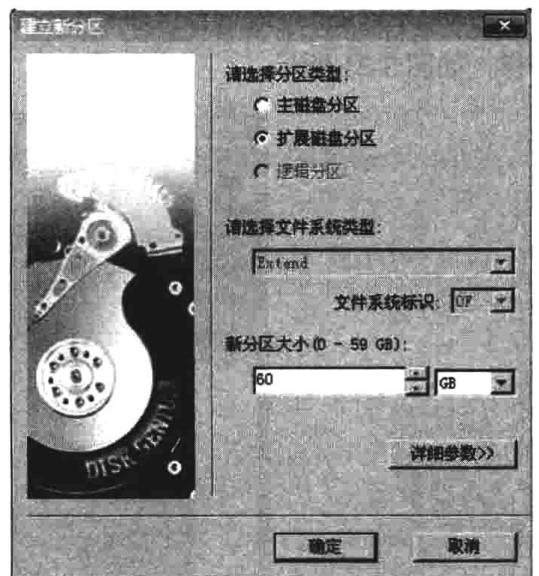 建立新分区
请选择分区类型:
主磁盘分区
扩展磁盘分区
逻辑分区
请选择文件系统类型:
Extend
文件系统标识: 0F
新分区大小(0 - 59 GB):
60
GB
详细参数>>
DISK GENIUS
确定
取消